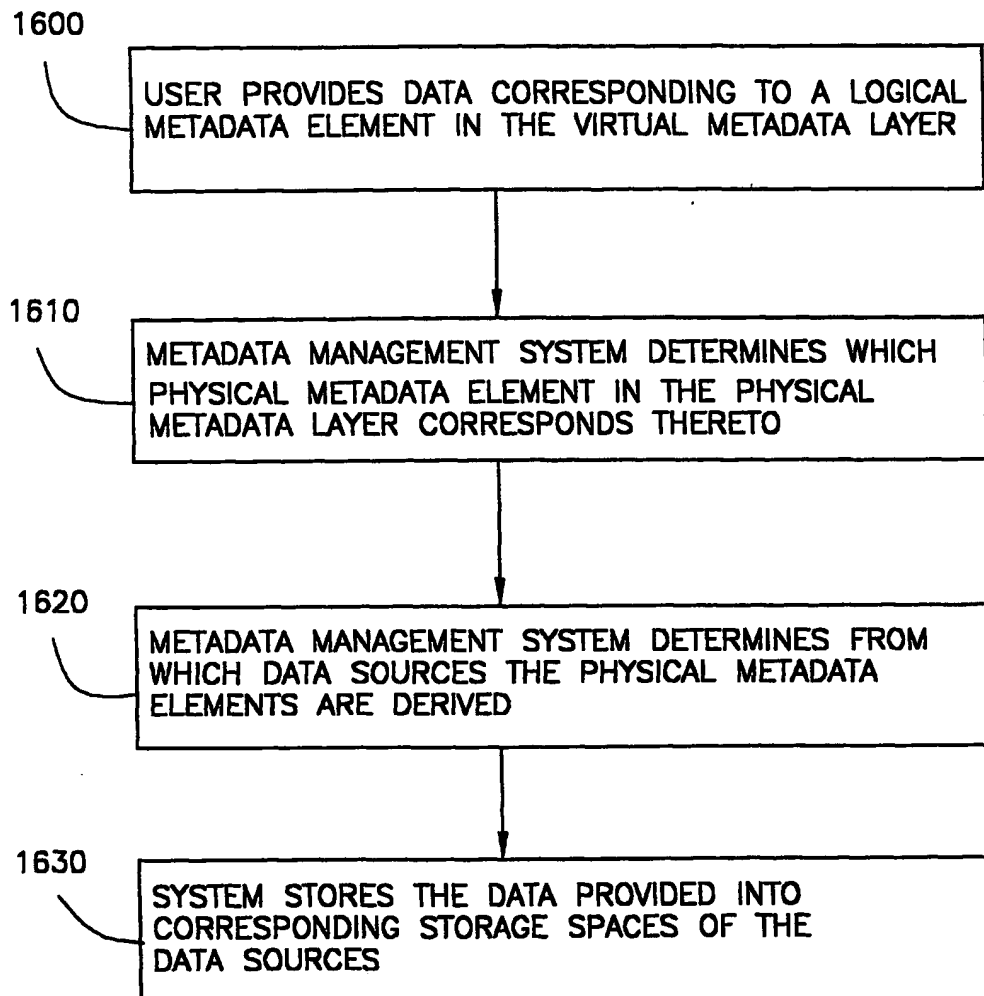 1600
USER PROVIDES DATA CORRESPONDING TO A LOGICAL
METADATA ELEMENT IN THE VIRTUAL METADATA LAYER
1610
METADATA MANAGEMENT SYSTEM DETERMINES WHICH
PHYSICAL METADATA ELEMENT IN THE PHYSICAL
METADATA LAYER CORRESPONDS THERETO
1620
METADATA MANAGEMENT SYSTEM DETERMINES FROM
WHICH DATA SOURCES THE PHYSICAL METADATA
ELEMENTS ARE DERIVED
1630
SYSTEM STORES THE DATA PROVIDED INTO
CORRESPONDING STORAGE SPACES OF THE
DATA SOURCES